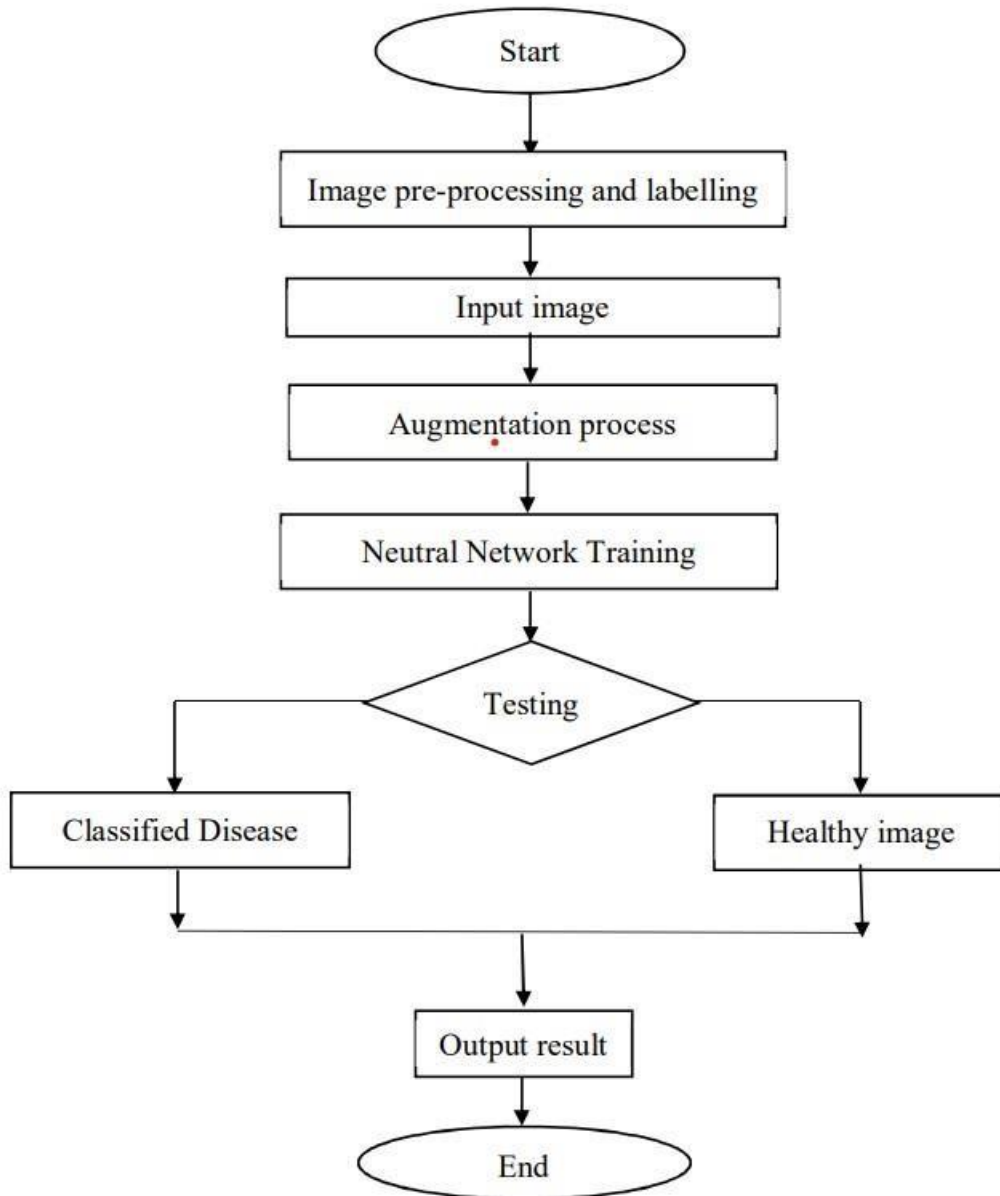 Start
Image pre-processing and labelling
Input image
Augmentation process
Neutral Network Training
Testing
Classified Disease
Healthy image
Output result
End